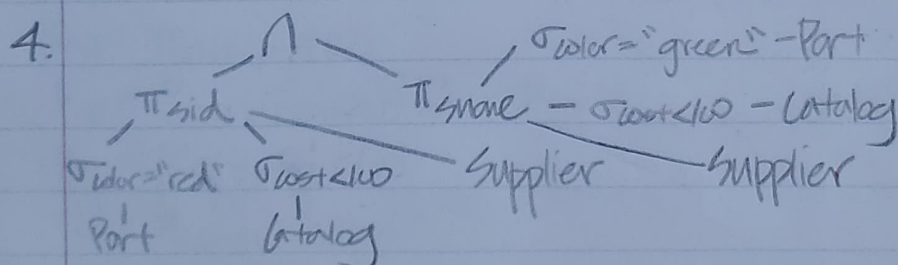 4. ∩ σcolor="green" - Part
πsid πsname - σcost<100 - Catalog
σcolor="red" σcost<100 Supplier Supplier
Part Catalog